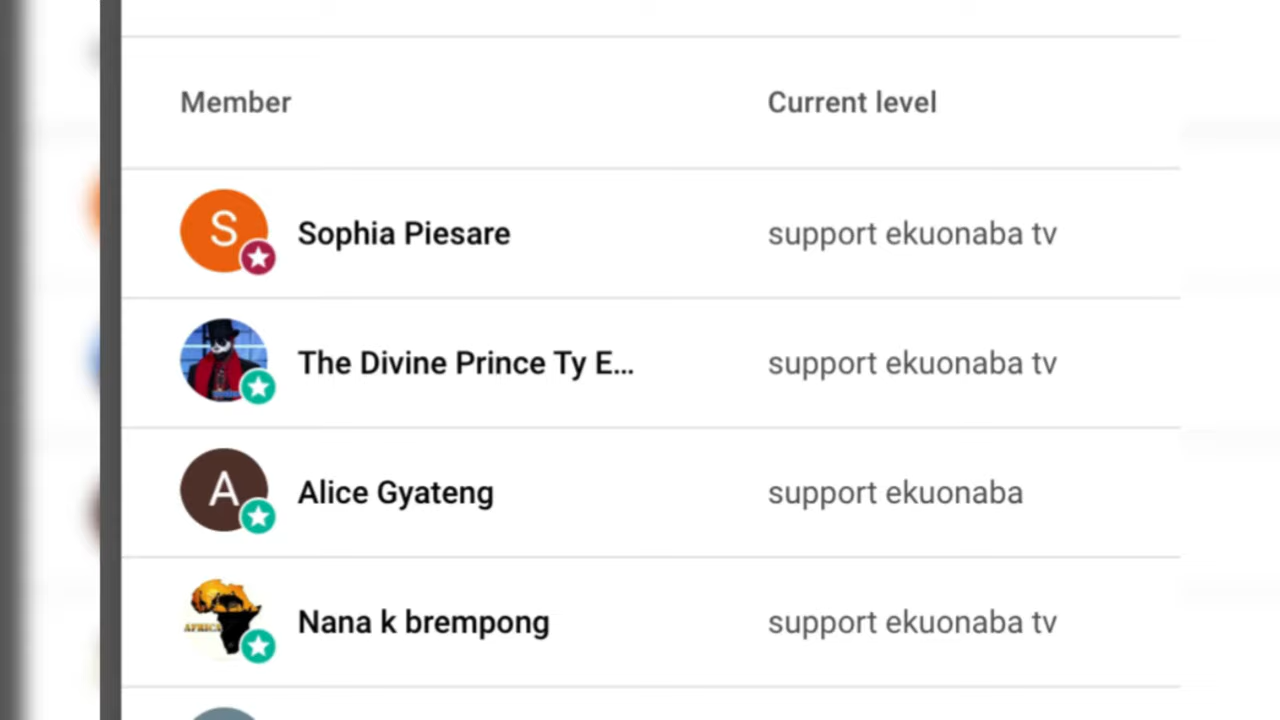 Member Current level
S Sophia Piesare support ekuonaba tv
The Divine Prince Ty E... support ekuonaba tv
A Alice Gyateng support ekuonaba
AFRICA Nana k brempong support ekuonaba tv